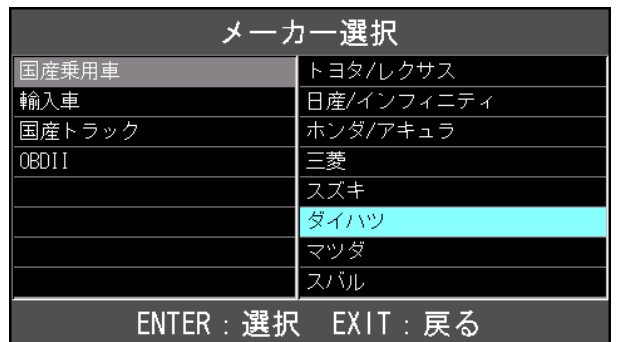 メーカー選択
国産乗用車
輸入車
国産トラック
OBDII
トヨタ/レクサス
日産/インフィニティ
ホンダ/アキュラ
三菱
スズキ
ダイハツ
マツダ
スバル
ENTER：選択 EXIT：戻る